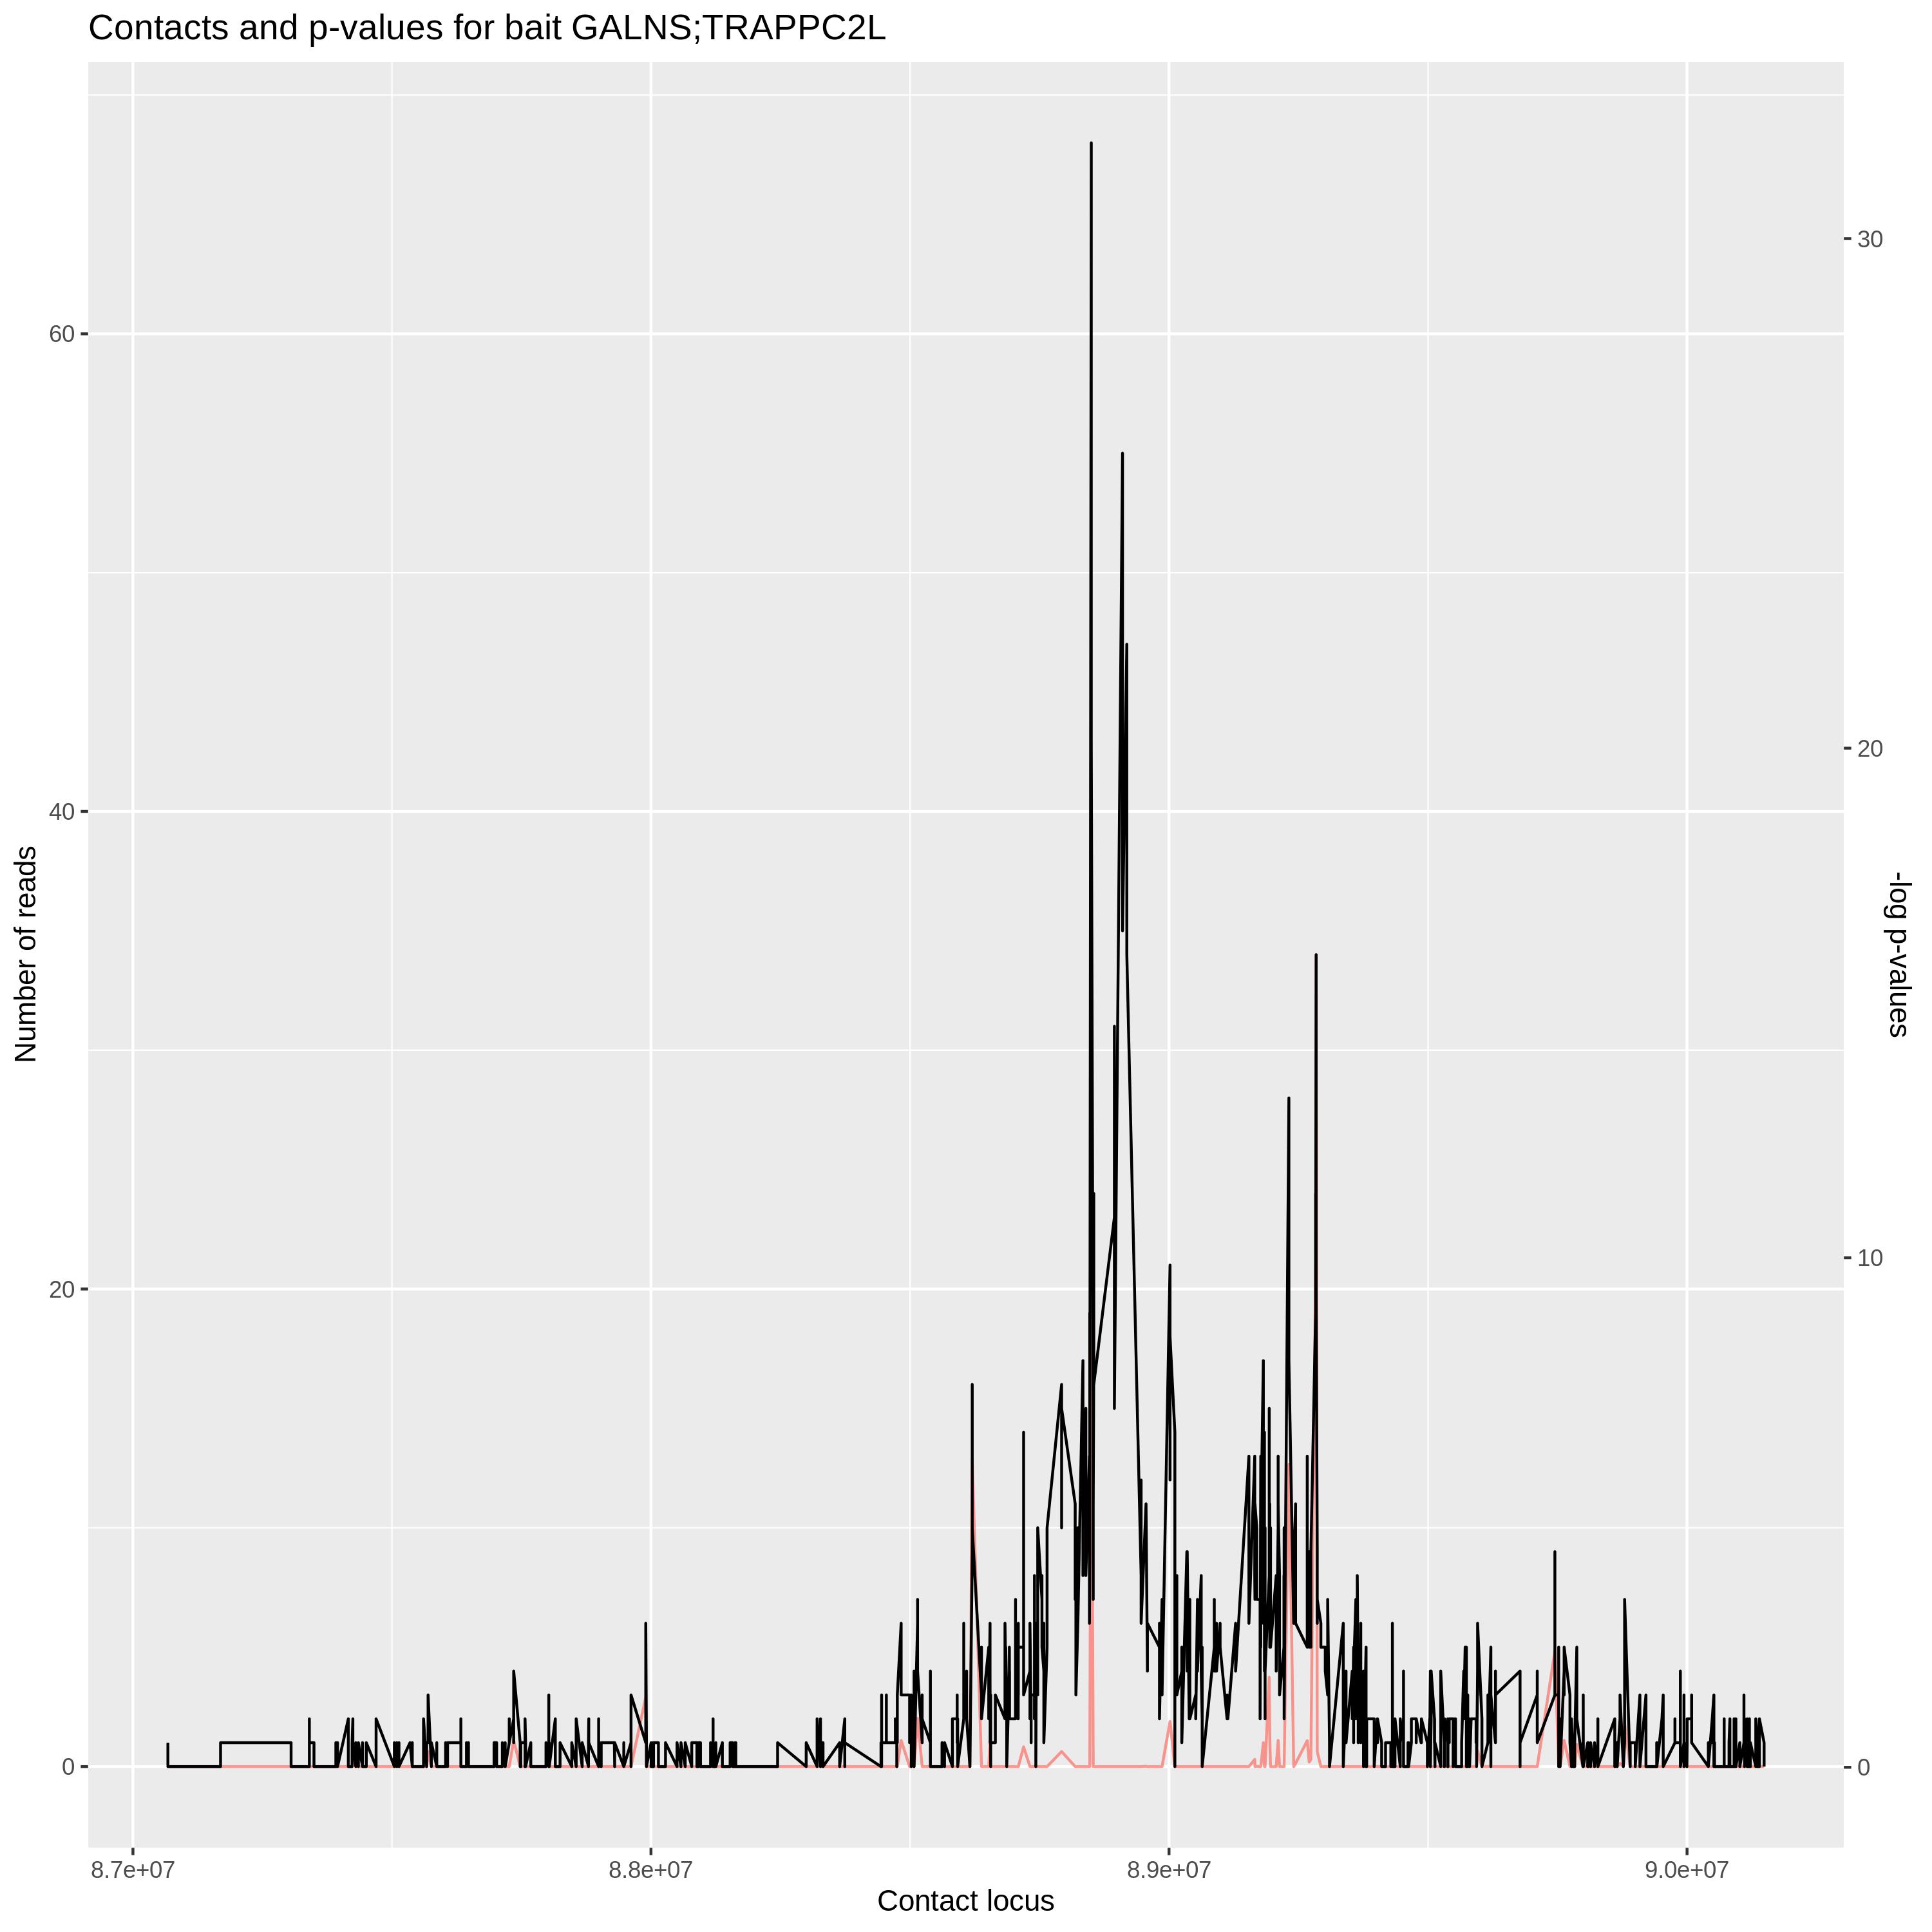 Contacts and p-values for bait GALNS;TRAPPC2L
60
40
20
0
Number of reads
30
20
10
0
-log p-values
8.7e+07
8.8e+07
8.9e+07
9.0e+07
Contact locus